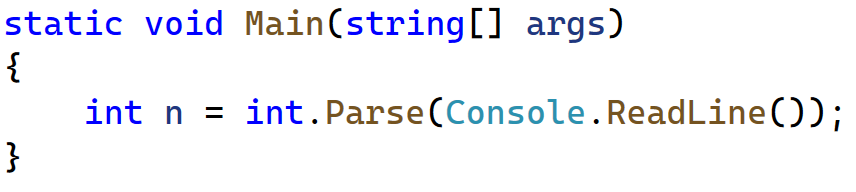 static void Main(string[] args)
{
    int n = int.Parse(Console.ReadLine());
}